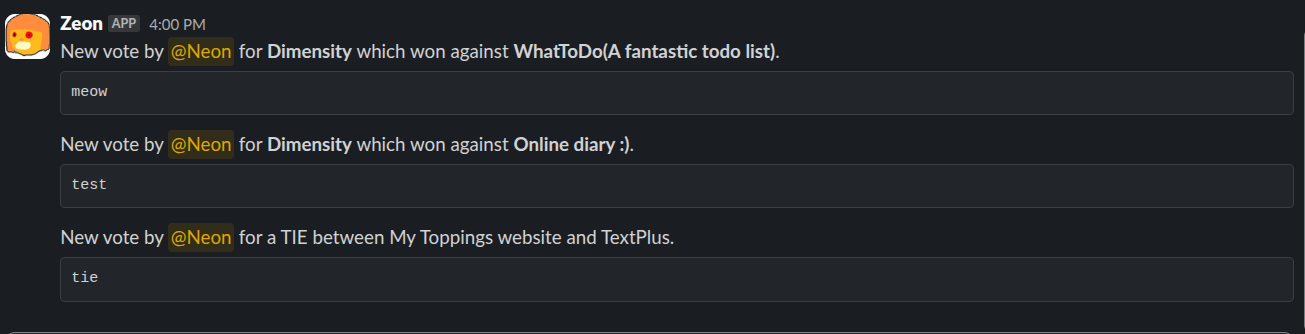 Zeon APP 4:00 PM
New vote by @Neon for Dimensity which won against WhatToDo(A fantastic todo list).
meow
New vote by @Neon for Dimensity which won against Online diary :).
test
New vote by @Neon for a TIE between My Toppings website and TextPlus.
tie